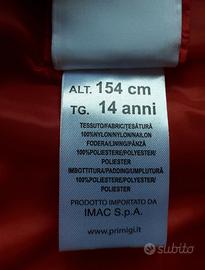 ALT. 154 cm
TG. 14 anni
TESSUTO/FABRIC/TESĂTURĂ
100%NYLON/NYLON/NAILON
FODERA/LINING/PÂNZĂ
100%POLIESTERE/POLYESTER/
POLIESTER
IMBOTTITURA/PADDING/UMPLUTURĂ
100%POLIESTERE/POLYESTER/
POLIESTER
PRODOTTO IMPORTATO DA
IMAC S.p.A.
www.primigi.it
subito